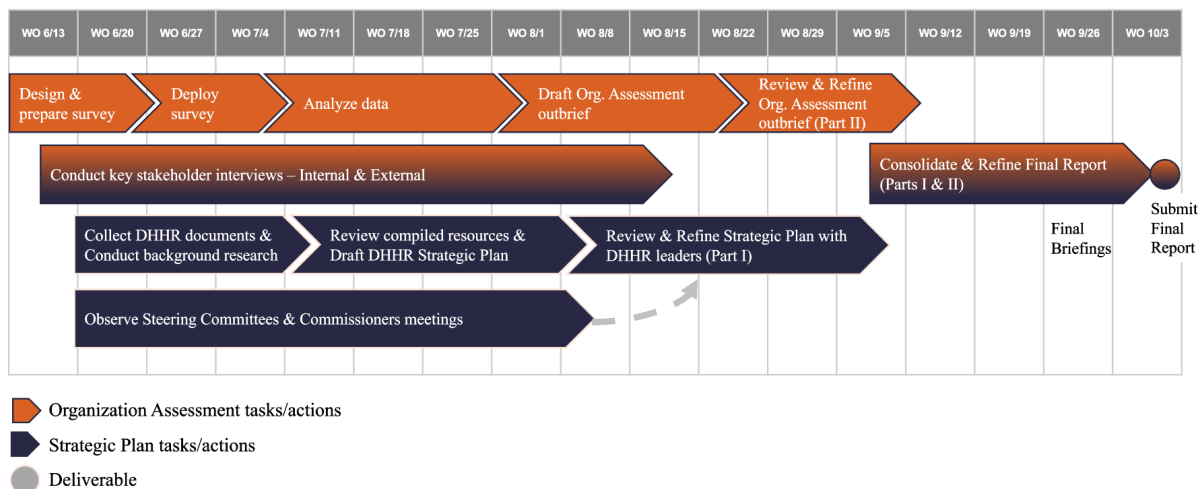 WO 6/13 WO 6/20 WO 6/27 WO 7/4 WO 7/11 WO 7/18 WO 7/25 WO 8/1 WO 8/8 WO 8/15 WO 8/22 WO 8/29 WO 9/5 WO 9/12 WO 9/19 WO 9/26 WO 10/3
Design &
prepare survey
Deploy
survey
Analyze data
Draft Org. Assessment
outbrief
Review & Refine
Org. Assessment
outbrief (Part II)
Conduct key stakeholder interviews – Internal & External
Consolidate & Refine Final Report
(Parts I & II)
Final
Briefings
Submit
Final
Report
Collect DHHR documents &
Conduct background research
Review compiled resources &
Draft DHHR Strategic Plan
Review & Refine Strategic Plan with
DHHR leaders (Part I)
Observe Steering Committees & Commissioners meetings
Organization Assessment tasks/actions
Strategic Plan tasks/actions
Deliverable